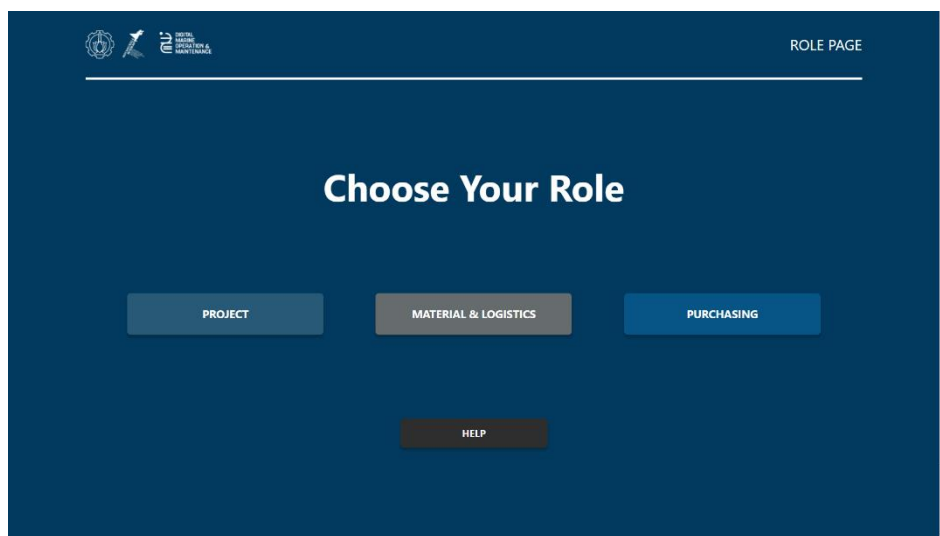 DIGITAL
MARINE
OPERATION &
MAINTENANCE
ROLE PAGE
Choose Your Role
PROJECT
MATERIAL & LOGISTICS
PURCHASING
HELP